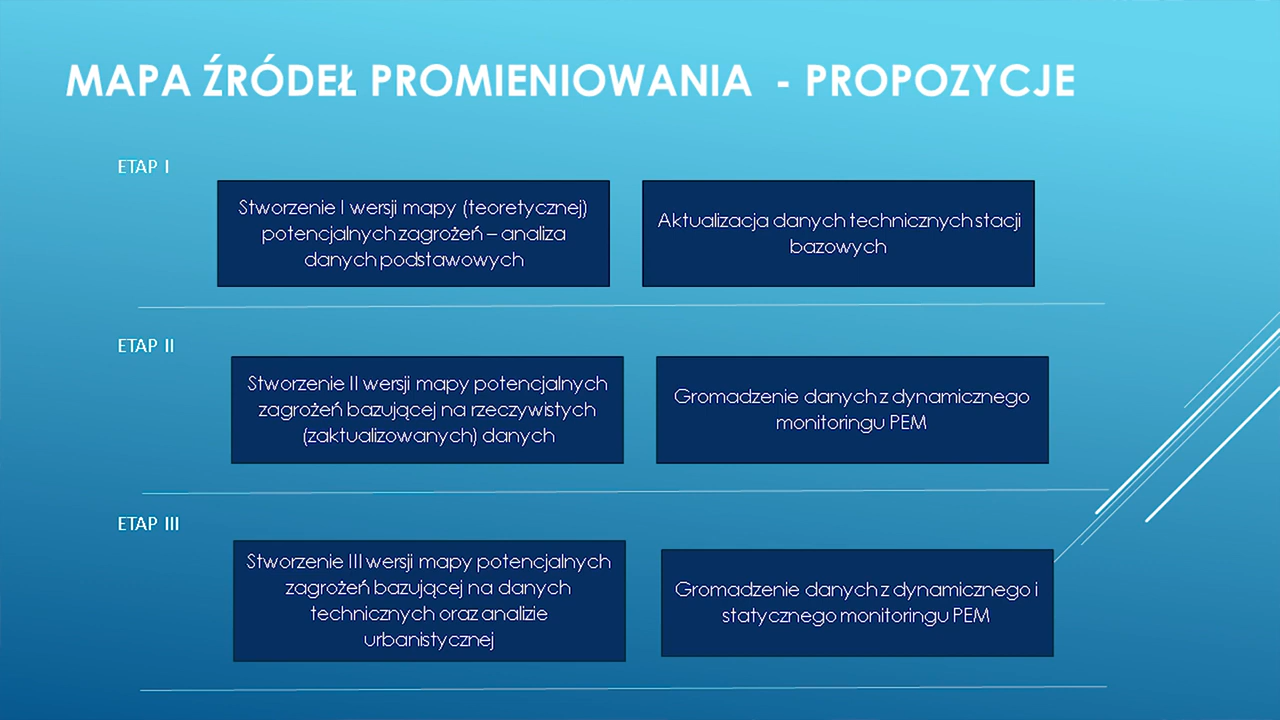 MAPA ŹRÓDEŁ PROMIENIOWANIA - PROPOZYCJE
ETAP I
Stworzenie I wersji mapy (teoretycznej)
potencjalnych zagrożeń – analiza
danych podstawowych
Aktualizacja danych technicznych stacji
bazowych
ETAP II
Stworzenie II wersji mapy potencjalnych
zagrożeń bazującej na rzeczywistych
(zaktualizowanych) danych
Gromadzenie danych z dynamicznego
monitoringu PEM
ETAP III
Stworzenie III wersji mapy potencjalnych
zagrożeń bazującej na danych
technicznych oraz analizie
urbanistycznej
Gromadzenie danych z dynamicznego i
statycznego monitoringu PEM